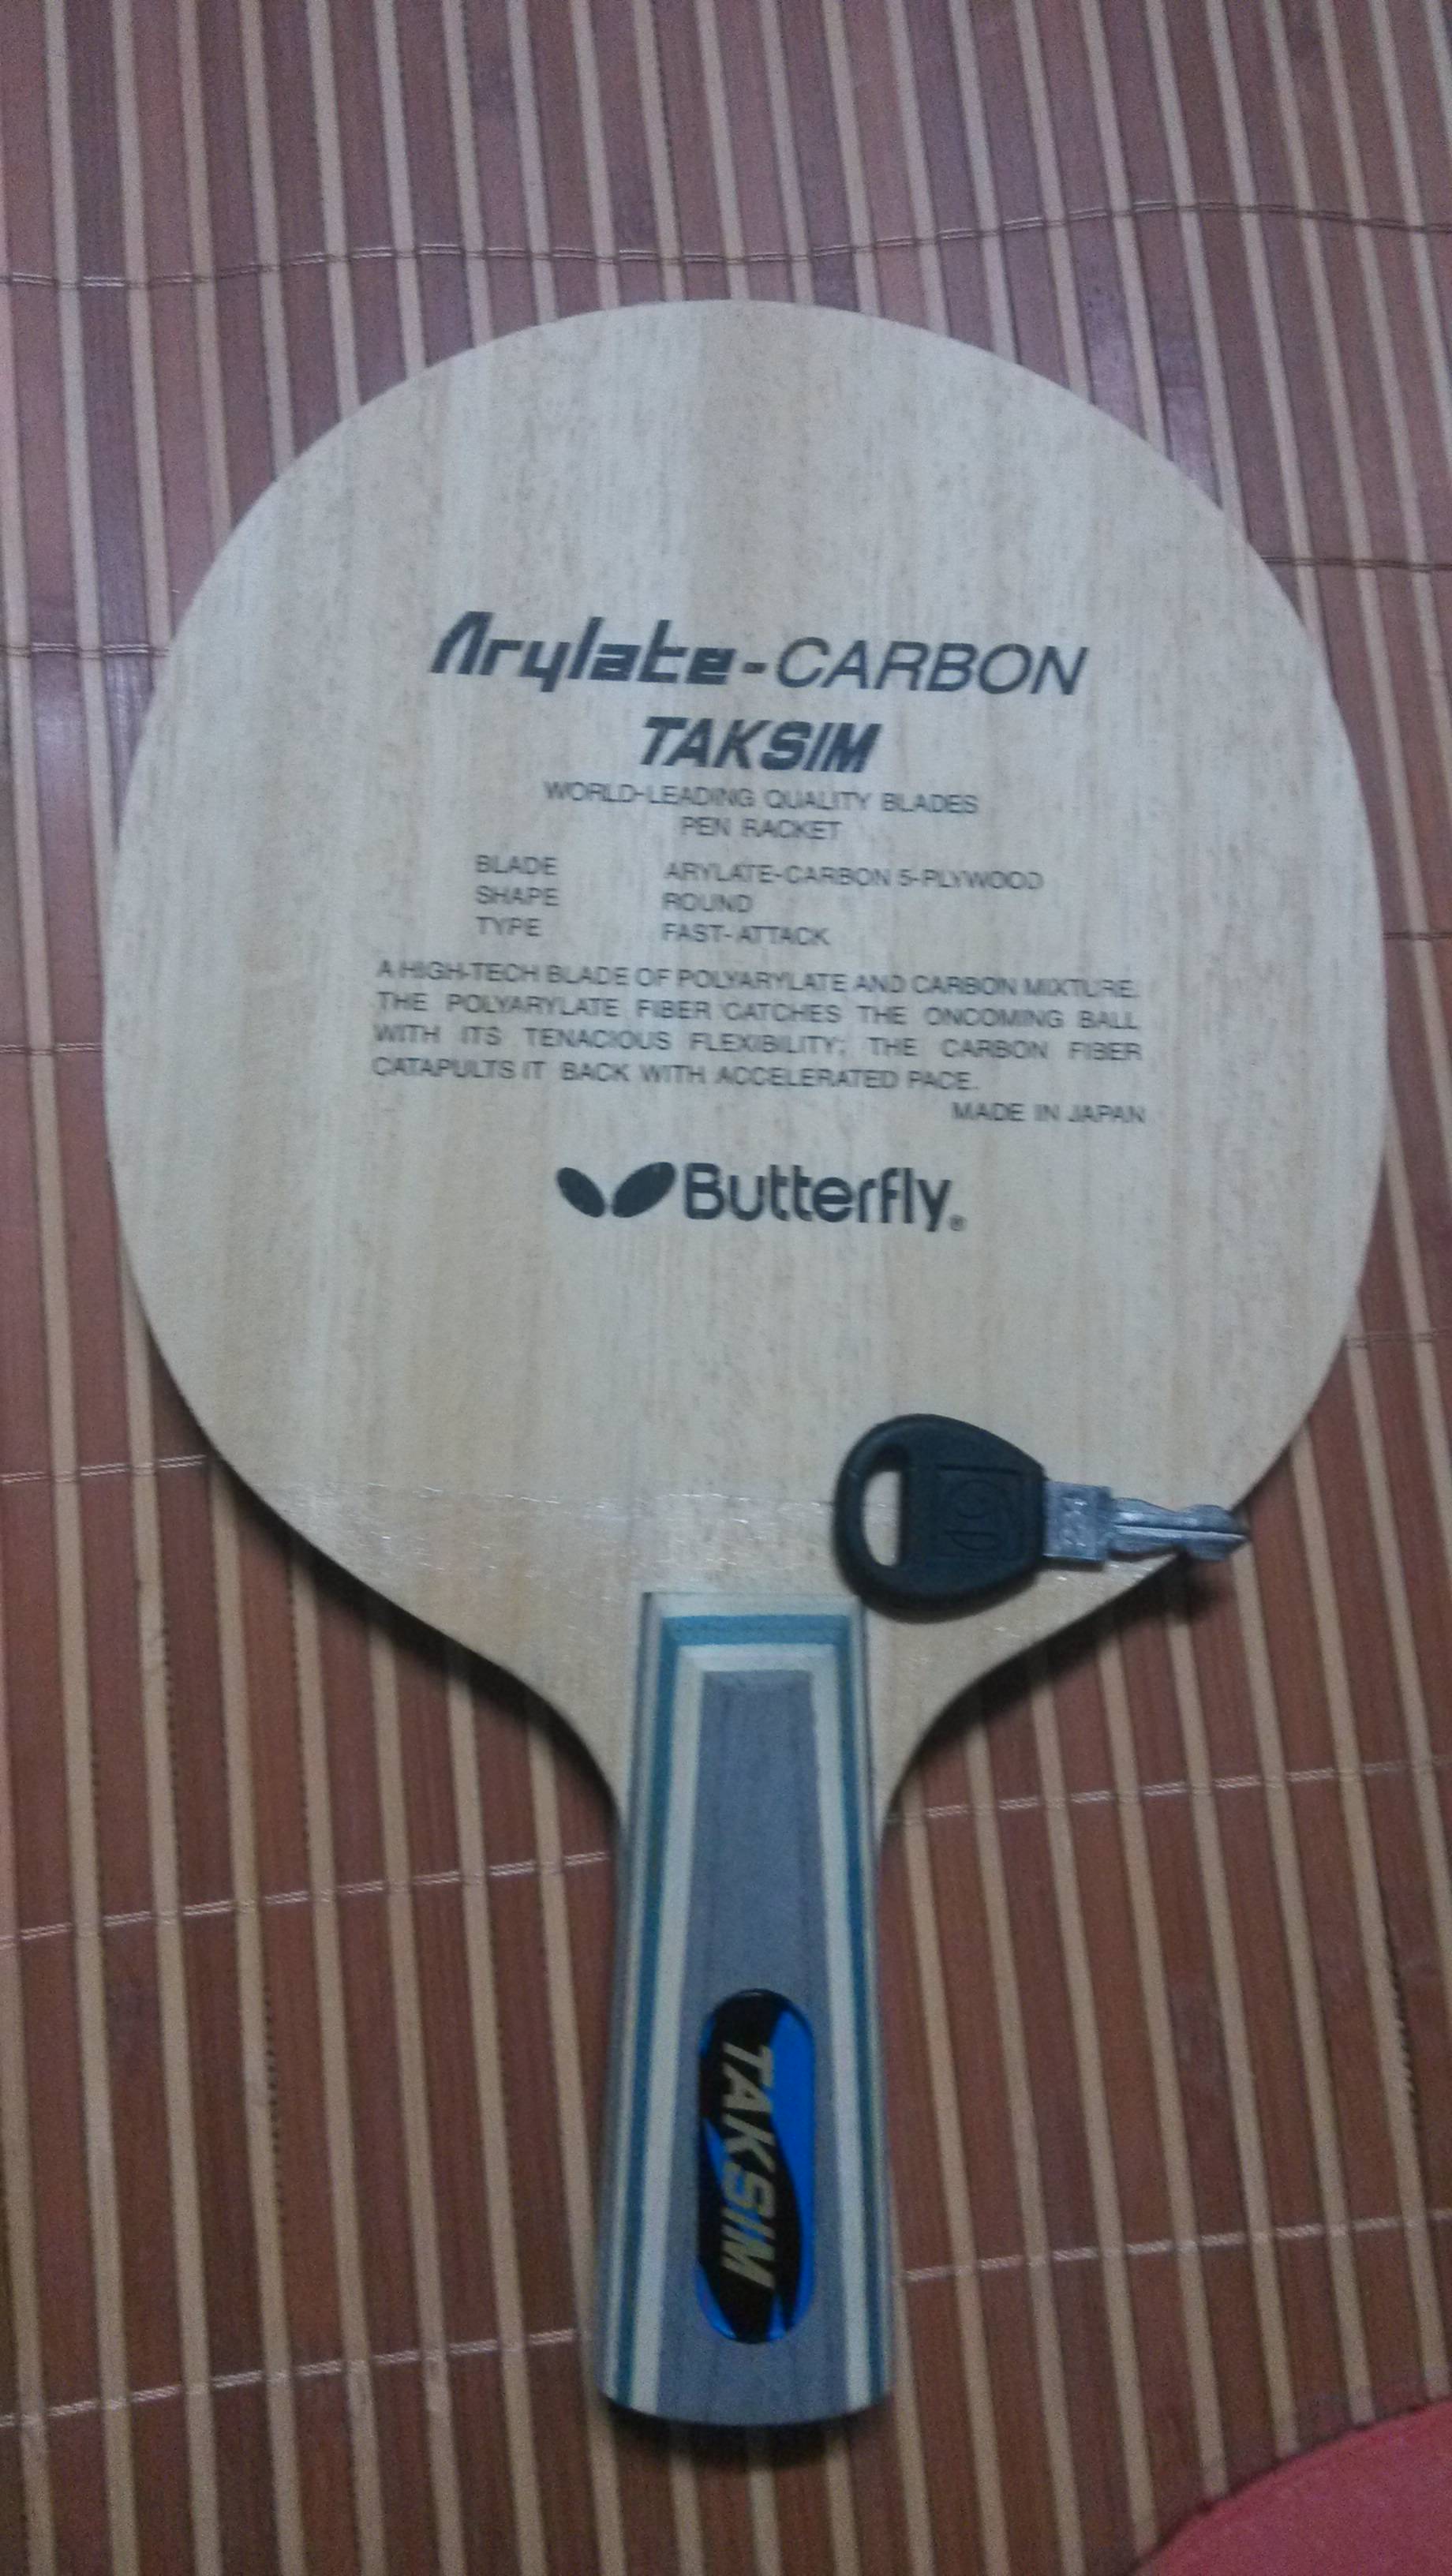 Arylate-CARBON
TAKSIM
WORLD-LEADING QUALITY BLADES
PEN RACKET
BLADE ARYLATE-CARBON 5-PLYWOOD
SHAPE ROUND
TYPE FAST-ATTACK
A HIGH-TECH BLADE OF POLYARYLATE AND CARBON MIXTURE.
THE POLYARYLATE FIBER CATCHES THE ONCOMING BALL
WITH ITS TENACIOUS FLEXIBILITY; THE CARBON FIBER
CATAPULTS IT BACK WITH ACCELERATED PACE.
MADE IN JAPAN
Butterfly®
TAKSIM